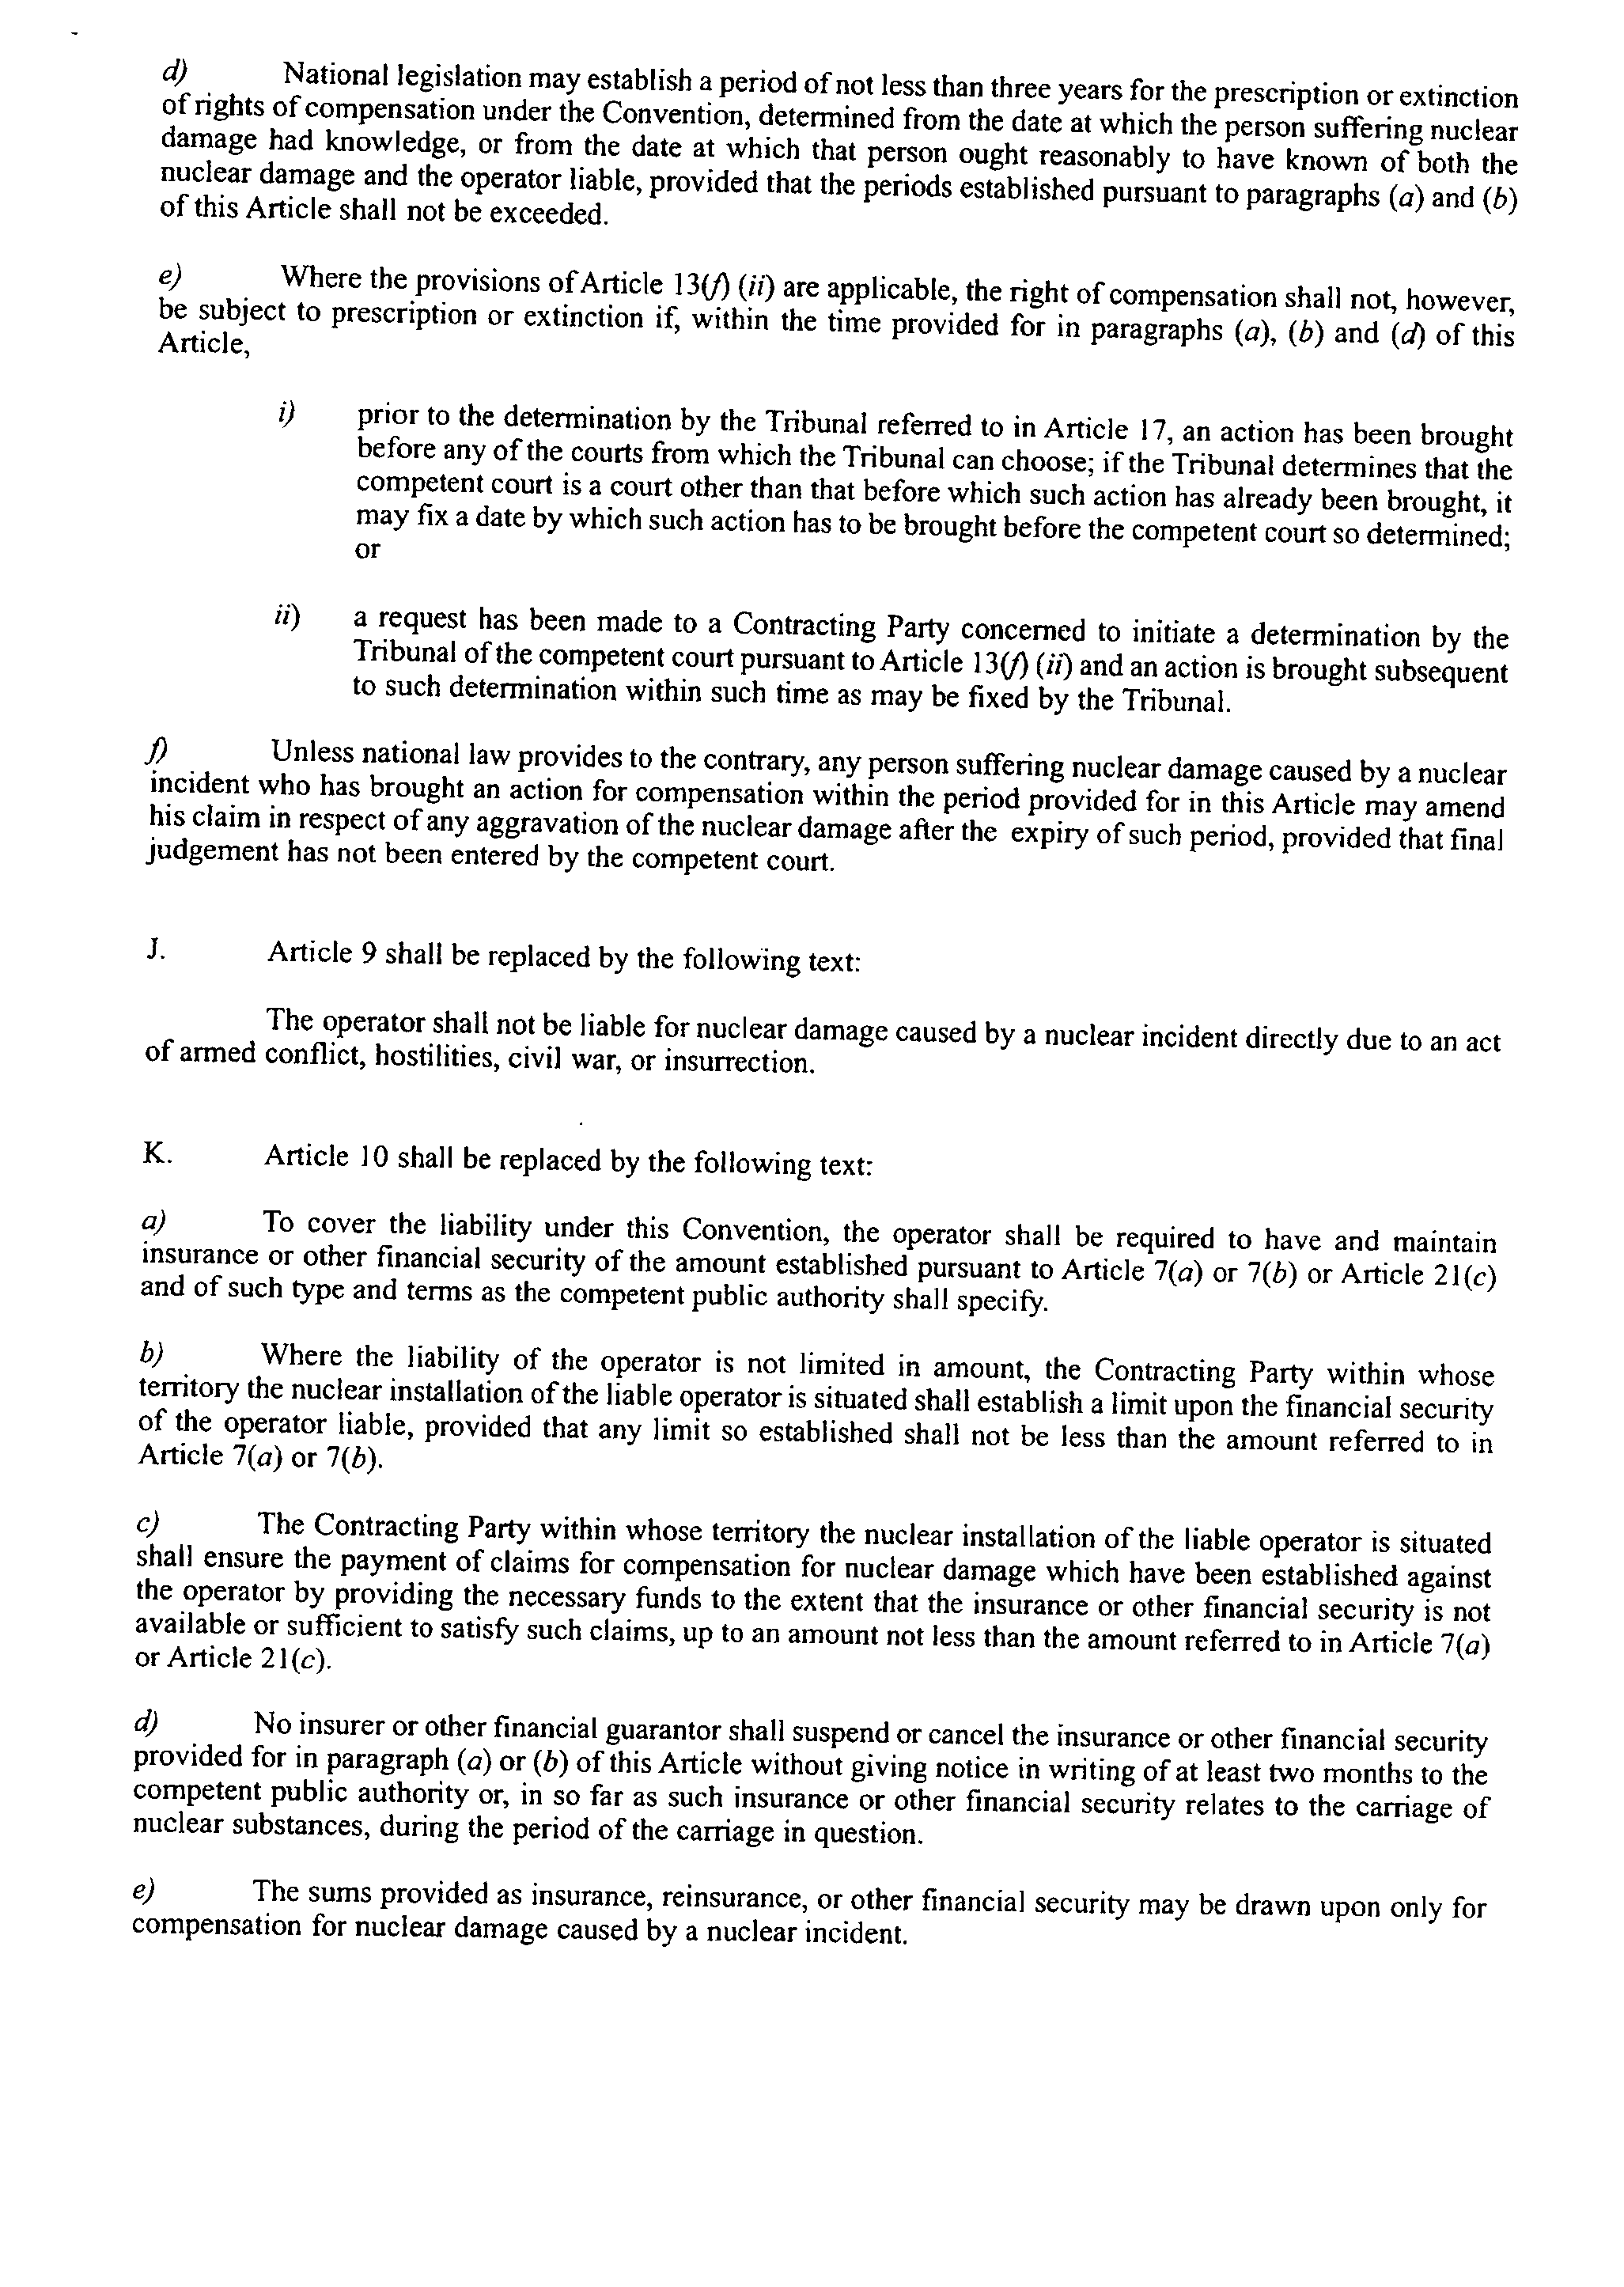 d) National legislation may establish a period of not less than three years for the prescription or extinction
of rights of compensation under the Convention, determined from the date at which the person suffering nuclear
damage had knowledge, or from the date at which that person ought reasonably to have known of both the
nuclear damage and the operator liable, provided that the periods established pursuant to paragraphs (a) and (b)
of this Article shall not be exceeded.
e) Where the provisions of Article 13(f) (ii) are applicable, the right of compensation shall not, however,
be subject to prescription or extinction if, within the time provided for in paragraphs (a), (b) and (d) of this
Article,
i) prior to the determination by the Tribunal referred to in Article 17, an action has been brought
before any of the courts from which the Tribunal can choose; if the Tribunal determines that the
competent court is a court other than that before which such action has already been brought, it
may fix a date by which such action has to be brought before the competent court so determined;
or
ii) a request has been made to a Contracting Party concerned to initiate a determination by the
Tribunal of the competent court pursuant to Article 13(f) (ii) and an action is brought subsequent
to such determination within such time as may be fixed by the Tribunal.
f) Unless national law provides to the contrary, any person suffering nuclear damage caused by a nuclear
incident who has brought an action for compensation within the period provided for in this Article may amend
his claim in respect of any aggravation of the nuclear damage after the expiry of such period, provided that final
judgement has not been entered by the competent court.
J. Article 9 shall be replaced by the following text:
The operator shall not be liable for nuclear damage caused by a nuclear incident directly due to an act
of armed conflict, hostilities, civil war, or insurrection.
K. Article 10 shall be replaced by the following text:
a) To cover the liability under this Convention, the operator shall be required to have and maintain
insurance or other financial security of the amount established pursuant to Article 7(a) or 7(b) or Article 21(c)
and of such type and terms as the competent public authority shall specify.
b) Where the liability of the operator is not limited in amount, the Contracting Party within whose
territory the nuclear installation of the liable operator is situated shall establish a limit upon the financial security
of the operator liable, provided that any limit so established shall not be less than the amount referred to in
Article 7(a) or 7(b).
c) The Contracting Party within whose territory the nuclear installation of the liable operator is situated
shall ensure the payment of claims for compensation for nuclear damage which have been established against
the operator by providing the necessary funds to the extent that the insurance or other financial security is not
available or sufficient to satisfy such claims, up to an amount not less than the amount referred to in Article 7(a)
or Article 21(c).
d) No insurer or other financial guarantor shall suspend or cancel the insurance or other financial security
provided for in paragraph (a) or (b) of this Article without giving notice in writing of at least two months to the
competent public authority or, in so far as such insurance or other financial security relates to the carriage of
nuclear substances, during the period of the carriage in question.
e) The sums provided as insurance, reinsurance, or other financial security may be drawn upon only for
compensation for nuclear damage caused by a nuclear incident.